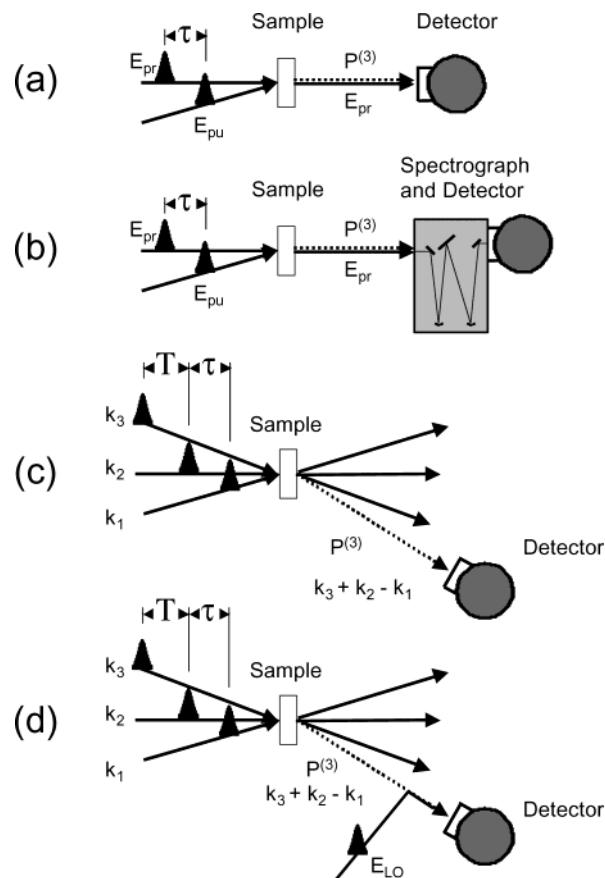 τ
Sample
Detector
(a)
E_pr
P^(3)
E_pr
E_pu
Spectrograph
and Detector
Sample
(b)
τ
E_pr
P^(3)
E_pr
E_pu
(c)
T
τ
k_3
Sample
k_2
k_1
P^(3)
Detector
k_3 + k_2 - k_1
(d)
T
τ
k_3
Sample
k_2
k_1
P^(3)
k_3 + k_2 - k_1
Detector
E_LO